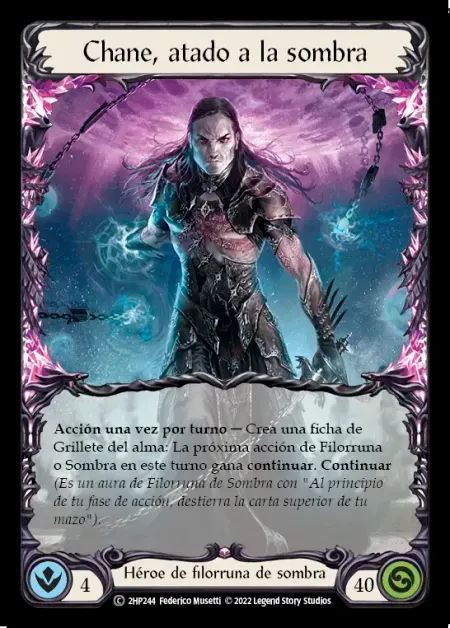 Chane, atado a la sombra
Acción una vez por turno — Crea una ficha de
Grillete del alma: La próxima acción de Filorruna
o Sombra en este turno gana continuar. Continuar
(Es un aura de Filorruna de Sombra con "Al principio
de tu fase de acción, destierra la carta superior de tu
mazo").
4
Héroe de filorruna de sombra
40
C 2HP244 Federico Musetti © 2022 Legend Story Studios